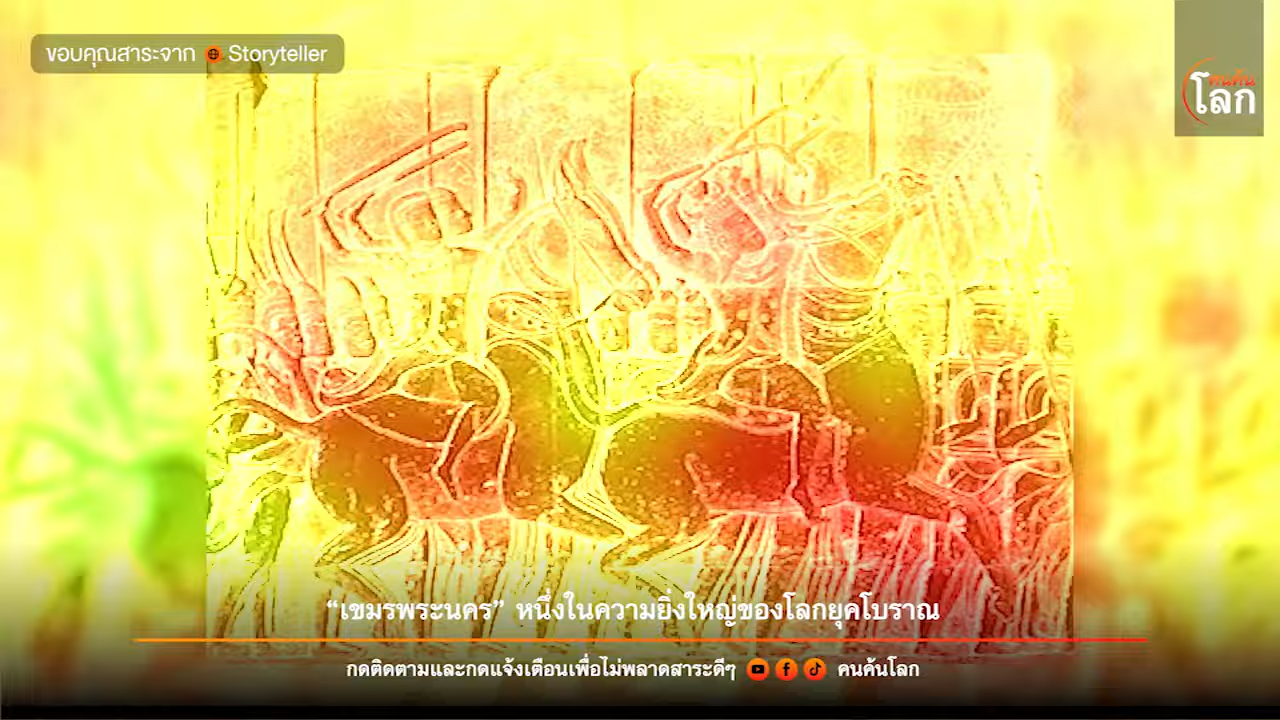 ขอบคุณสาระจาก Storyteller
คนค้น
โลก
“เขมรพระนคร” หนึ่งในความยิ่งใหญ่ของโลกยุคโบราณ
กดติดตามและกดแจ้งเตือนเพื่อไม่พลาดสาระดีๆ คนค้นโลก